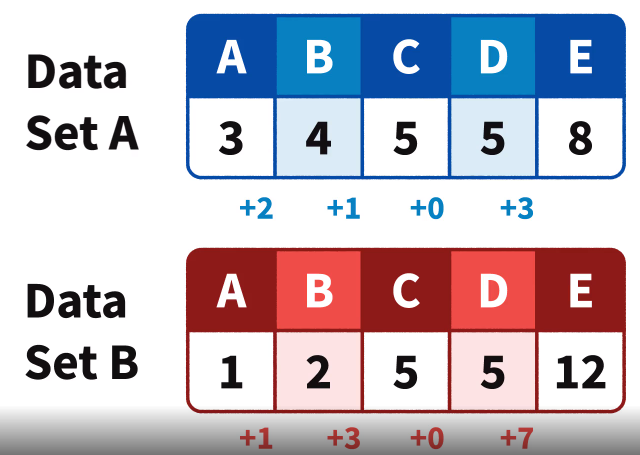 Data Set A
A B C D E
3 4 5 5 8
+2 +1 +0 +3
Data Set B
A B C D E
1 2 5 5 12
+1 +3 +0 +7